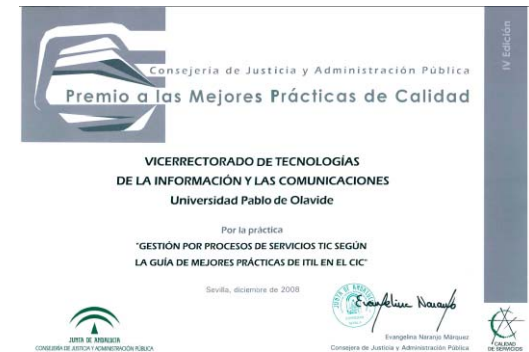 IV Edición
Consejería de Justicia y Administración Pública
Premio a las Mejores Prácticas de Calidad
VICERRECTORADO DE TECNOLOGÍAS
DE LA INFORMACIÓN Y LAS COMUNICACIONES
Universidad Pablo de Olavide
Por la práctica
"GESTIÓN POR PROCESOS DE SERVICIOS TIC SEGÚN
LA GUÍA DE MEJORES PRÁCTICAS DE ITIL EN EL CIC"
Sevilla, diciembre de 2008
JUNTA DE ANDALUCIA
CONSEJERÍA DE JUSTICIA Y ADMINISTRACIÓN PÚBLICA
Evangelina Naranjo Márquez
Consejera de Justicia y Administración Pública
CALIDAD
DE SERVICIOS